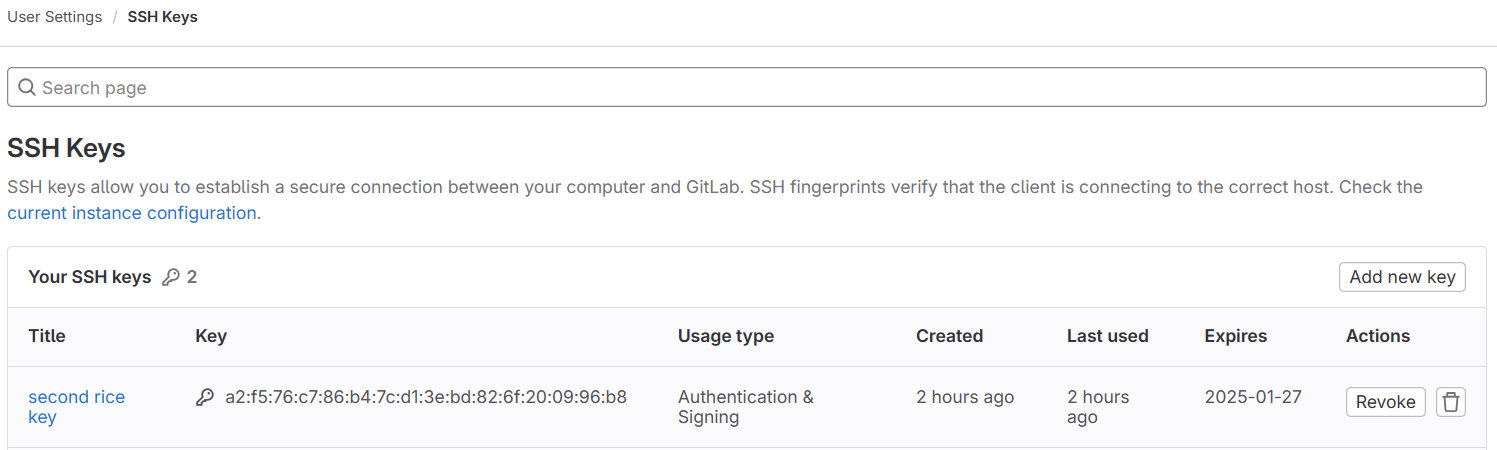 User Settings / SSH Keys
Search page
SSH Keys
SSH keys allow you to establish a secure connection between your computer and GitLab. SSH fingerprints verify that the client is connecting to the correct host. Check the
current instance configuration.
Your SSH keys 2 Add new key
Title Key Usage type Created Last used Expires Actions
second rice key a2:f5:76:c7:86:b4:7c:d1:3e:bd:82:6f:20:09:96:b8 Authentication & Signing 2 hours ago 2 hours ago 2025-01-27 Revoke